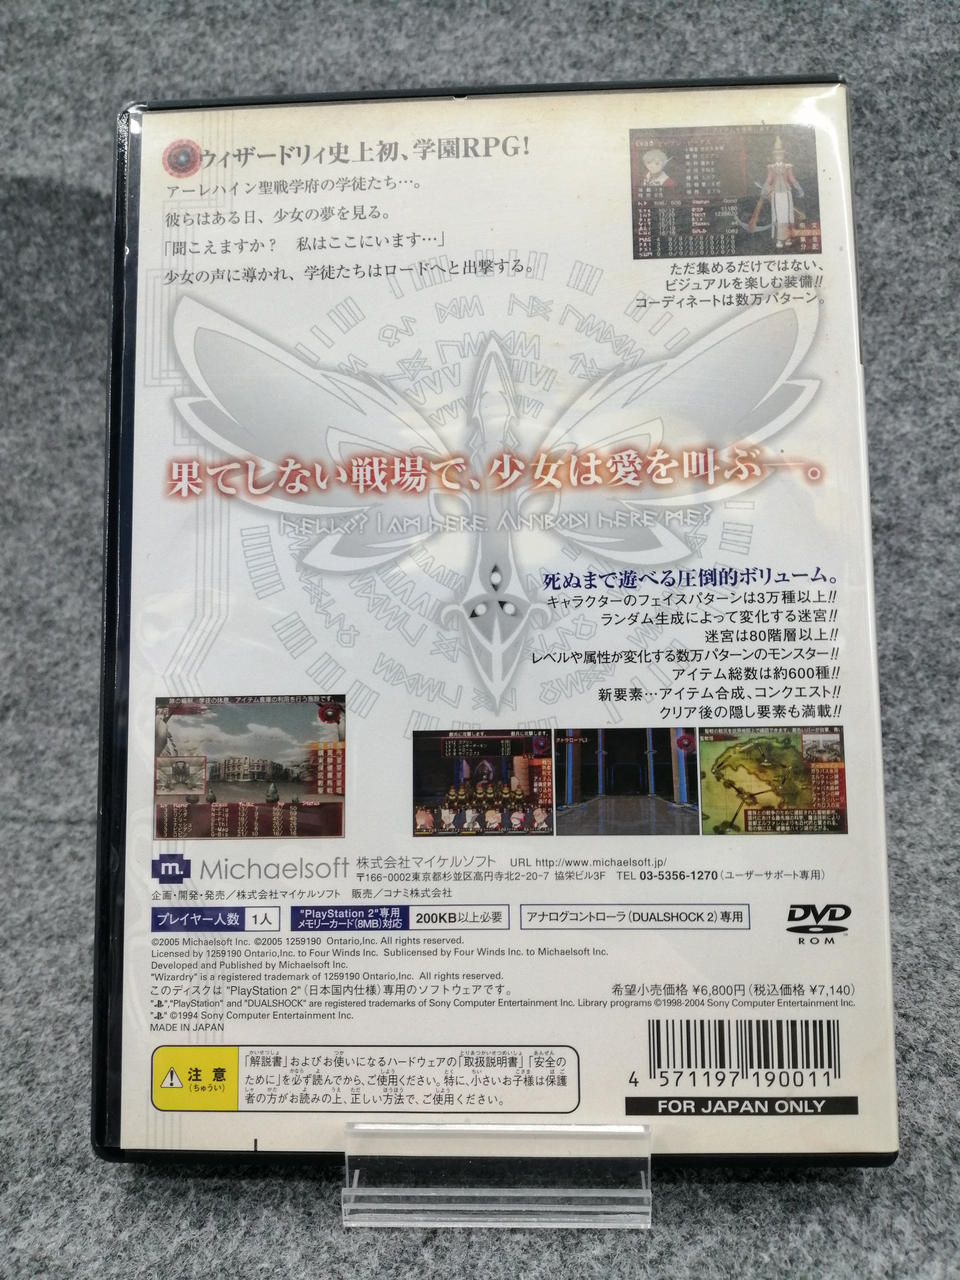 ウィザードリィ史上初、学園RPG!
アーレハイン聖戦学府の学徒たち…。
彼らはある日、少女の夢を見る。
「聞こえますか?　私はここにいます…」
少女の声に導かれ、学徒たちはロードへと出撃する。
ただ集めるだけではない、
ビジュアルを楽しむ装備!!
コーディネートは数万パターン。
果てしない戦場で、少女は愛を叫ぶ―。
HELLO? I AM HERE. ANYBODY HERE ME?
死ぬまで遊べる圧倒的ボリューム。
キャラクターのフェイスパターンは3万種以上!!
ランダム生成によって変化する迷宮!!
迷宮は80階層以上!!
レベルや属性が変化する数万パターンのモンスター!!
アイテム総数は約600種!!
新要素…アイテム合成、コンクエスト!!
クリア後の隠し要素も満載!!
m. Michaelsoft 株式会社マイケルソフト URL http://www.michaelsoft.jp/
〒166-0002東京都杉並区高円寺北2-20-7 協栄ビル3F TEL 03-5356-1270(ユーザーサポート専用)
企画・開発・発売/株式会社マイケルソフト 販売/コナミ株式会社
プレイヤー人数 1人
"PlayStation 2"専用
メモリーカード(8MB)対応 200KB以上必要
アナログコントローラ(DUALSHOCK 2)専用
DVD
ROM
©2005 Michaelsoft Inc. ©2005 1259190 Ontario,Inc. All rights reserved.
Licensed by 1259190 Ontario,Inc. to Four Winds Inc. Sublicensed by Four Winds Inc. to Michaelsoft Inc.
Developed and Published by Michaelsoft Inc.
"Wizardry" is a registered trademark of 1259190 Ontario,Inc. All rights reserved.
このディスクは "PlayStation 2"(日本国内仕様)専用のソフトウェアです。
希望小売価格 ¥6,800円(税込価格 ¥7,140)
" ","PlayStation" and "DUALSHOCK" are registered trademarks of Sony Computer Entertainment Inc. Library programs ©1998-2004 Sony Computer Entertainment Inc.
" " ©1994 Sony Computer Entertainment Inc.
MADE IN JAPAN
注意
(ちゅうい)
「解説書」およびお使いになるハードウェアの「取扱説明書」「安全の
ために」を必ず読んでから、ご使用ください。特に、小さいお子様は保護
者の方がお読みの上、正しい方法で、ご使用ください。
4 571197 190011
FOR JAPAN ONLY